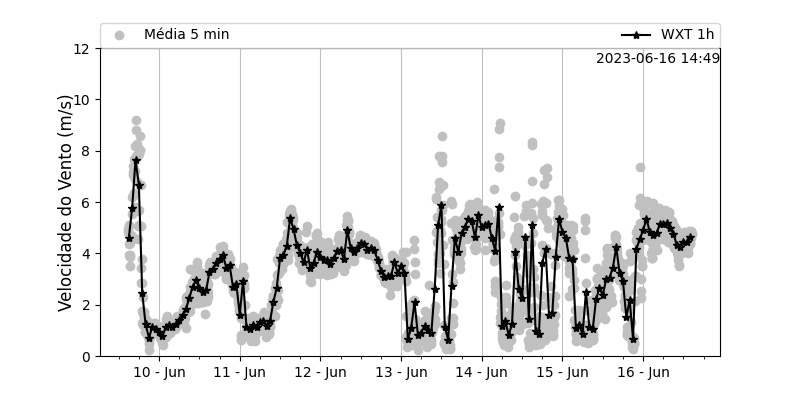 Média 5 min
WXT 1h
2023-06-16 14:49
Velocidade do Vento (m/s)
12
10
8
6
4
2
0
10 - Jun 11 - Jun 12 - Jun 13 - Jun 14 - Jun 15 - Jun 16 - Jun